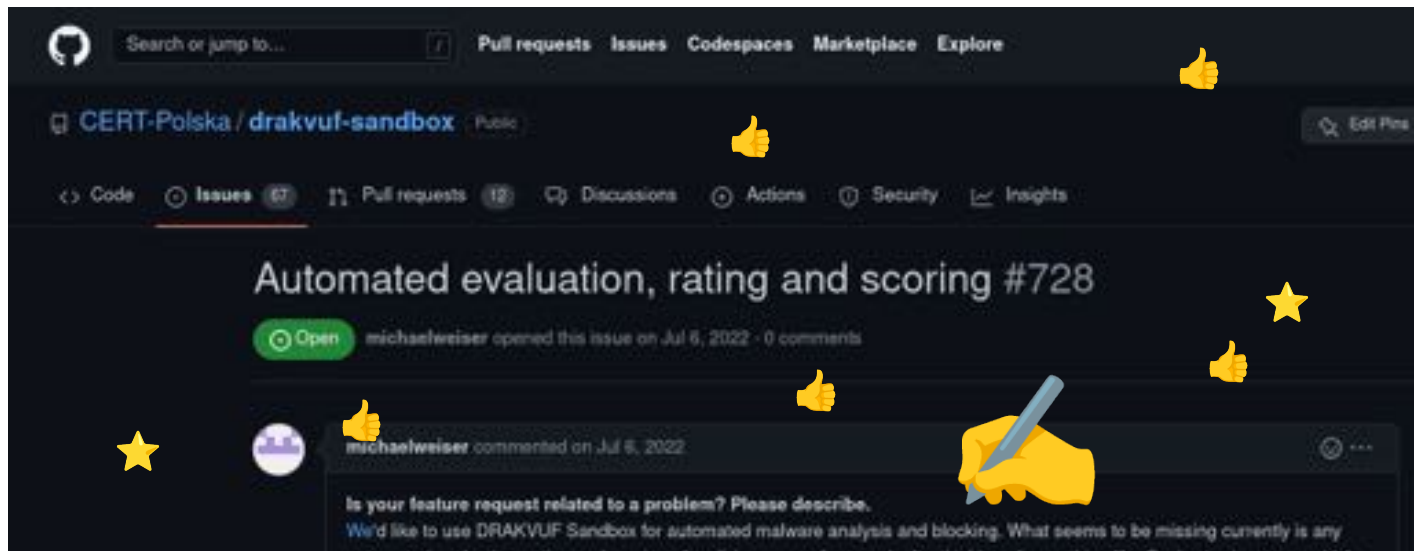 Search or jump to... /
Pull requests Issues Codespaces Marketplace Explore
CERT-Polska / drakvuf-sandbox Public
Edit Pins
<> Code Issues 67 Pull requests 12 Discussions Actions Security Insights
Automated evaluation, rating and scoring #728
Open michaelweiser opened this issue on Jul 6, 2022 · 0 comments
michaelweiser commented on Jul 6, 2022
Is your feature request related to a problem? Please describe.
We'd like to use DRAKVUF Sandbox for automated malware analysis and blocking. What seems to be missing currently is any